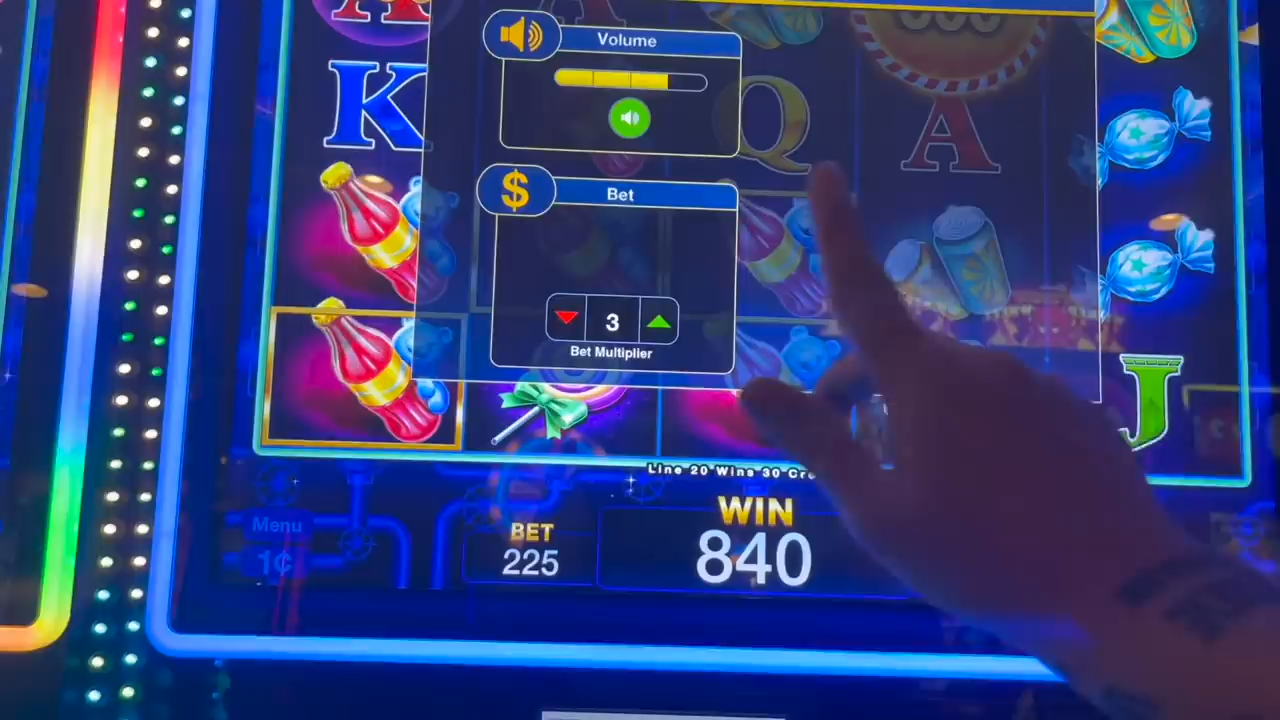 A
Volume
K
Q
A
$
Bet
3
Bet Multiplier
J
Line 20 Wins 30
Menu
1¢
BET
225
WIN
840